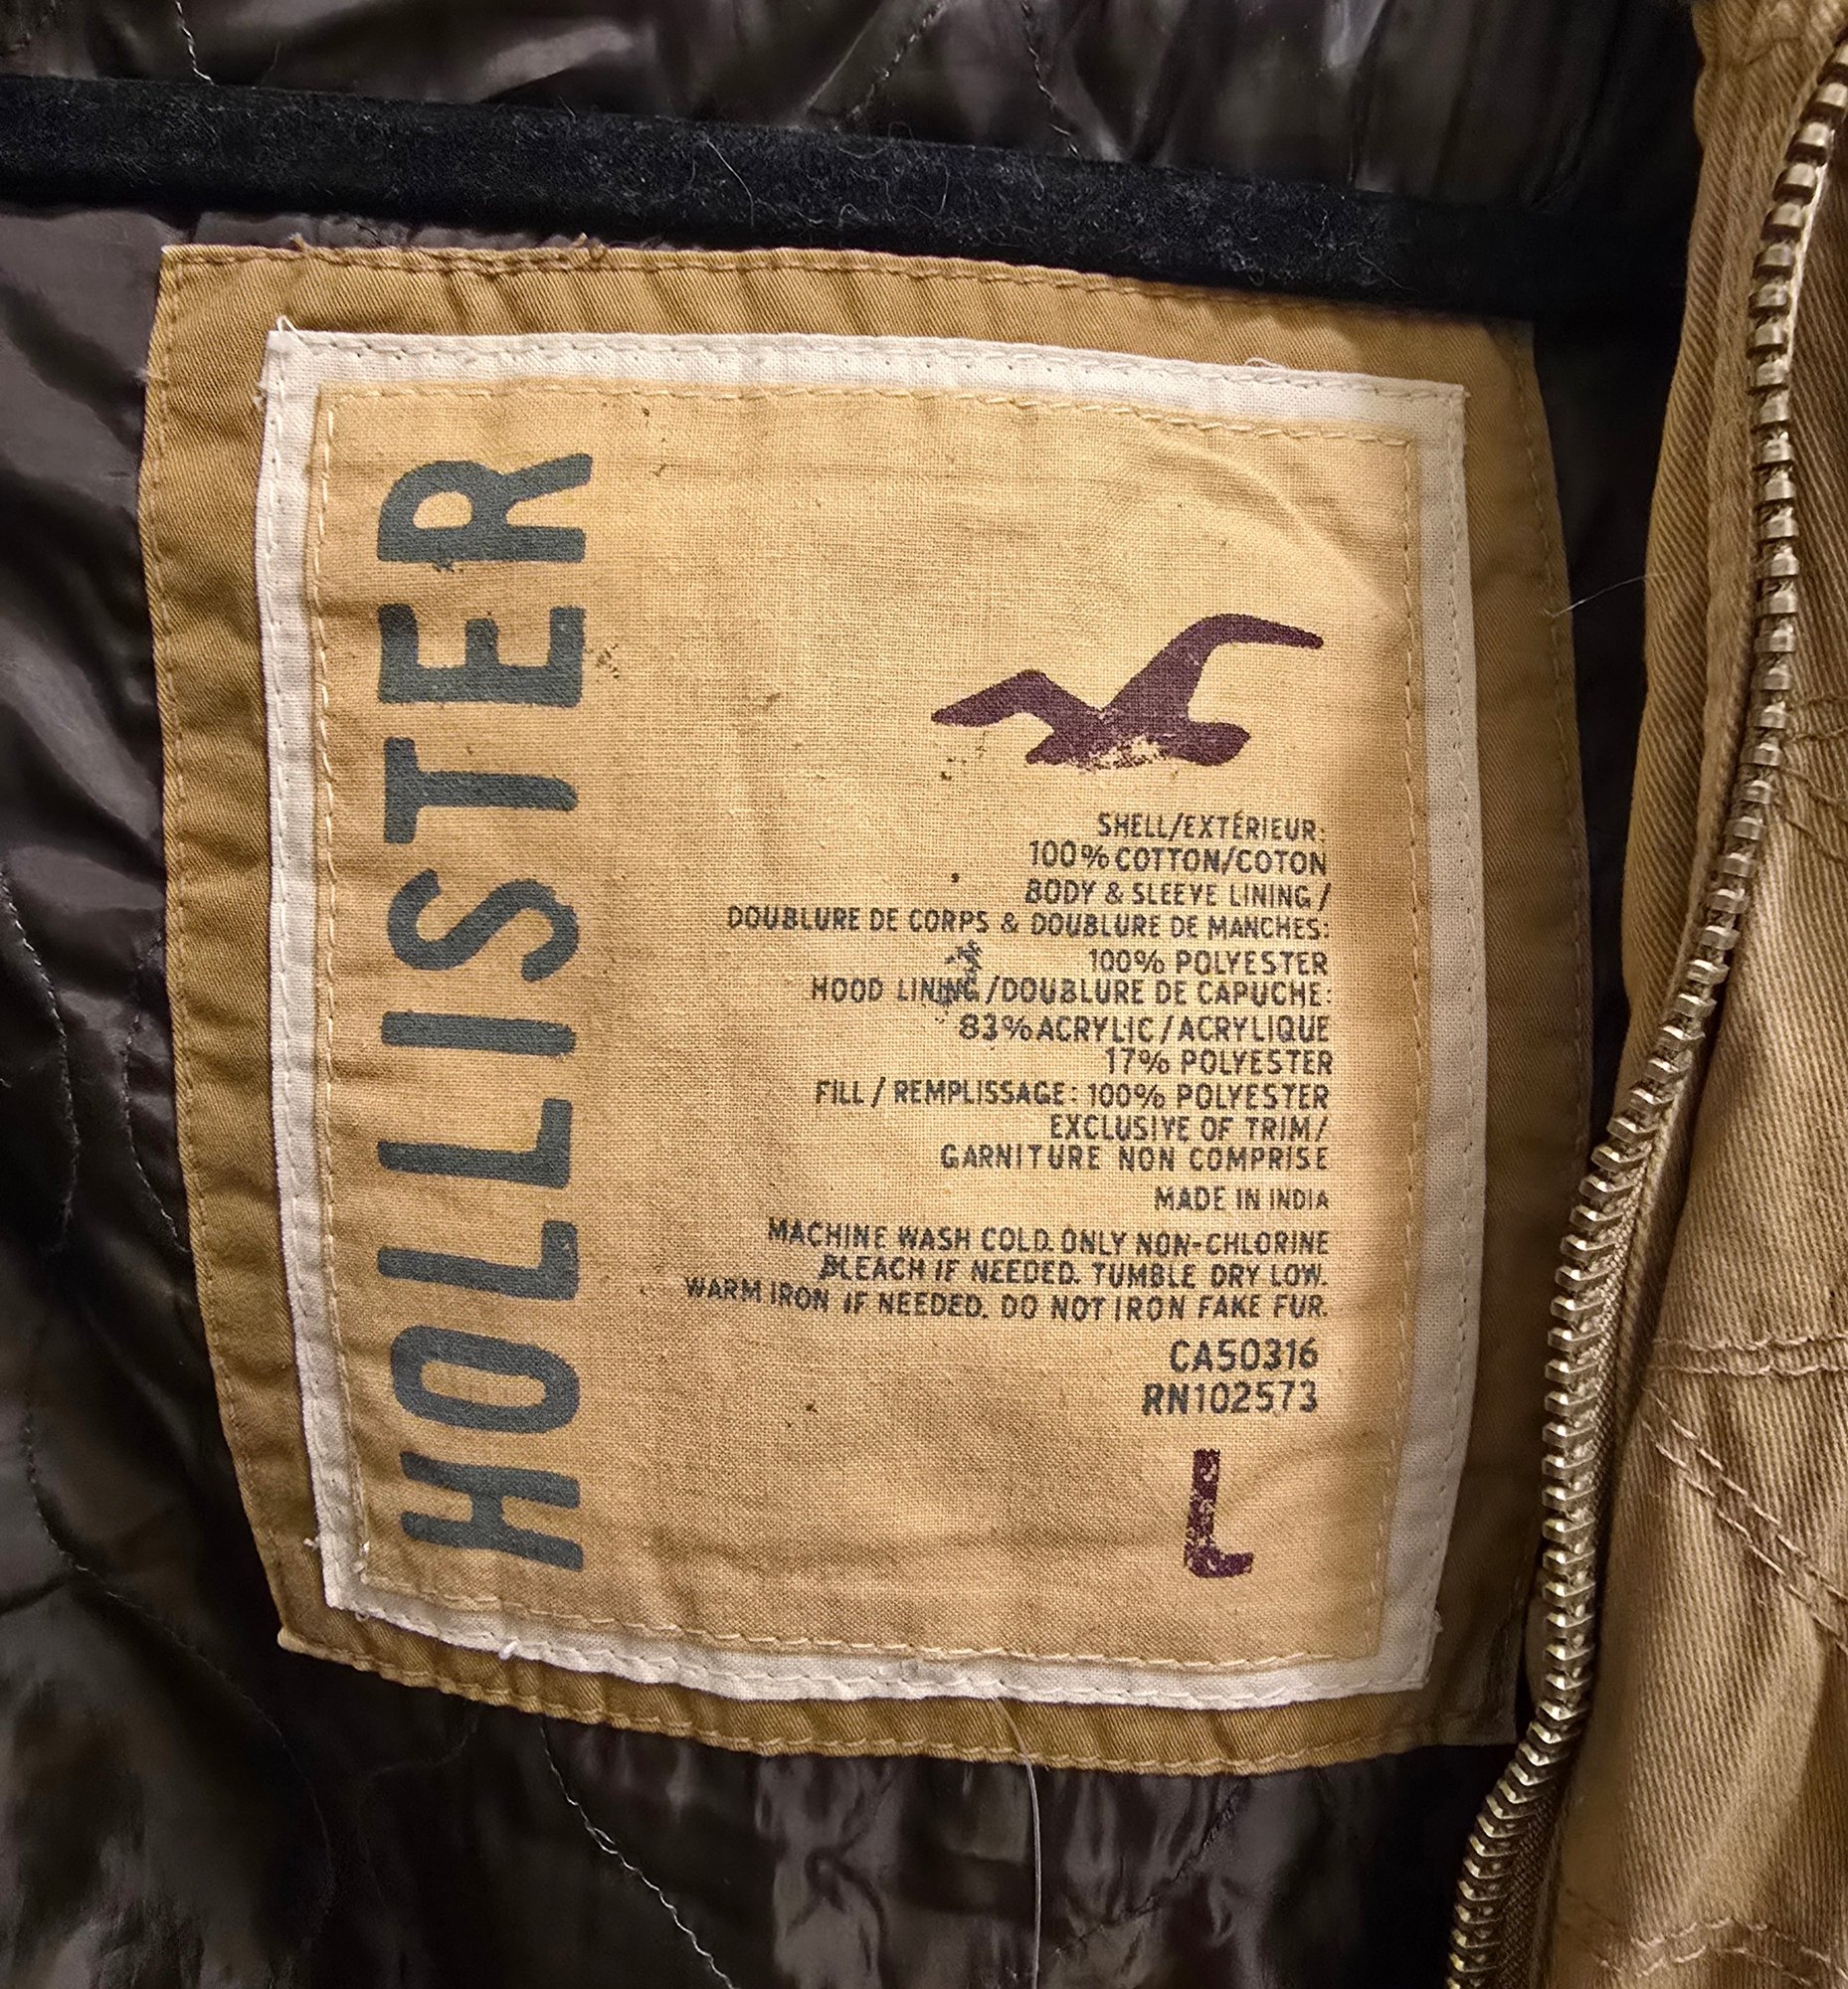 HOLLISTER
SHELL/EXTÉRIEUR:
100% COTTON/COTON
BODY & SLEEVE LINING /
DOUBLURE DE CORPS & DOUBLURE DE MANCHES:
100% POLYESTER
HOOD LINING/DOUBLURE DE CAPUCHE:
83% ACRYLIC/ACRYLIQUE
17% POLYESTER
FILL / REMPLISSAGE: 100% POLYESTER
EXCLUSIVE OF TRIM/
GARNITURE NON COMPRISE
MADE IN INDIA
MACHINE WASH COLD. ONLY NON-CHLORINE
BLEACH IF NEEDED. TUMBLE DRY LOW.
WARM IRON IF NEEDED. DO NOT IRON FAKE FUR.
CA50316
RN102573
L